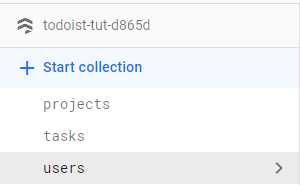 todoist-tut-d865d
Start collection
projects
tasks
users